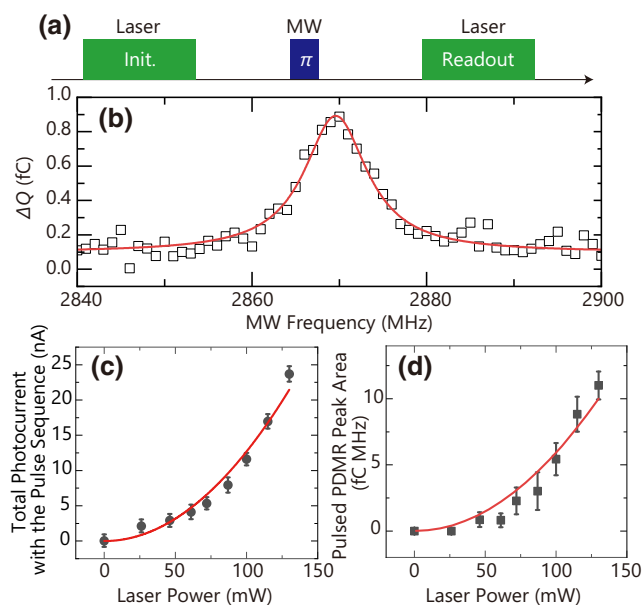 (a)
Laser
MW
Laser
Init.
π
Readout
(b)
1.0
0.8
0.6
0.4
0.2
0.0
ΔQ (fC)
2840
2860
2880
2900
MW Frequency (MHz)
(c)
25
20
15
10
5
0
Total Photocurrent
with the Pulse Sequence (nA)
0
50
100
150
Laser Power (mW)
(d)
10
5
0
Pulsed PDMR Peak Area
(fC MHz)
0
50
100
150
Laser Power (mW)